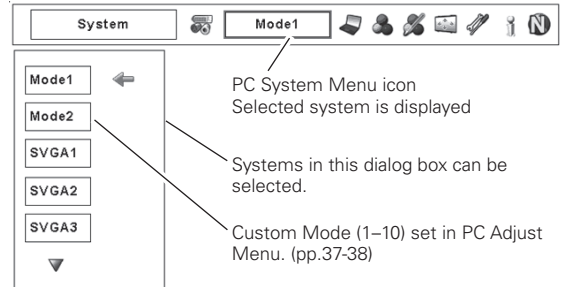 System
Mode1
i
N
Mode1
PC System Menu icon
Selected system is displayed
Mode2
SVGA1
Systems in this dialog box can be
selected.
SVGA2
SVGA3
Custom Mode (1–10) set in PC Adjust
Menu. (pp.37-38)